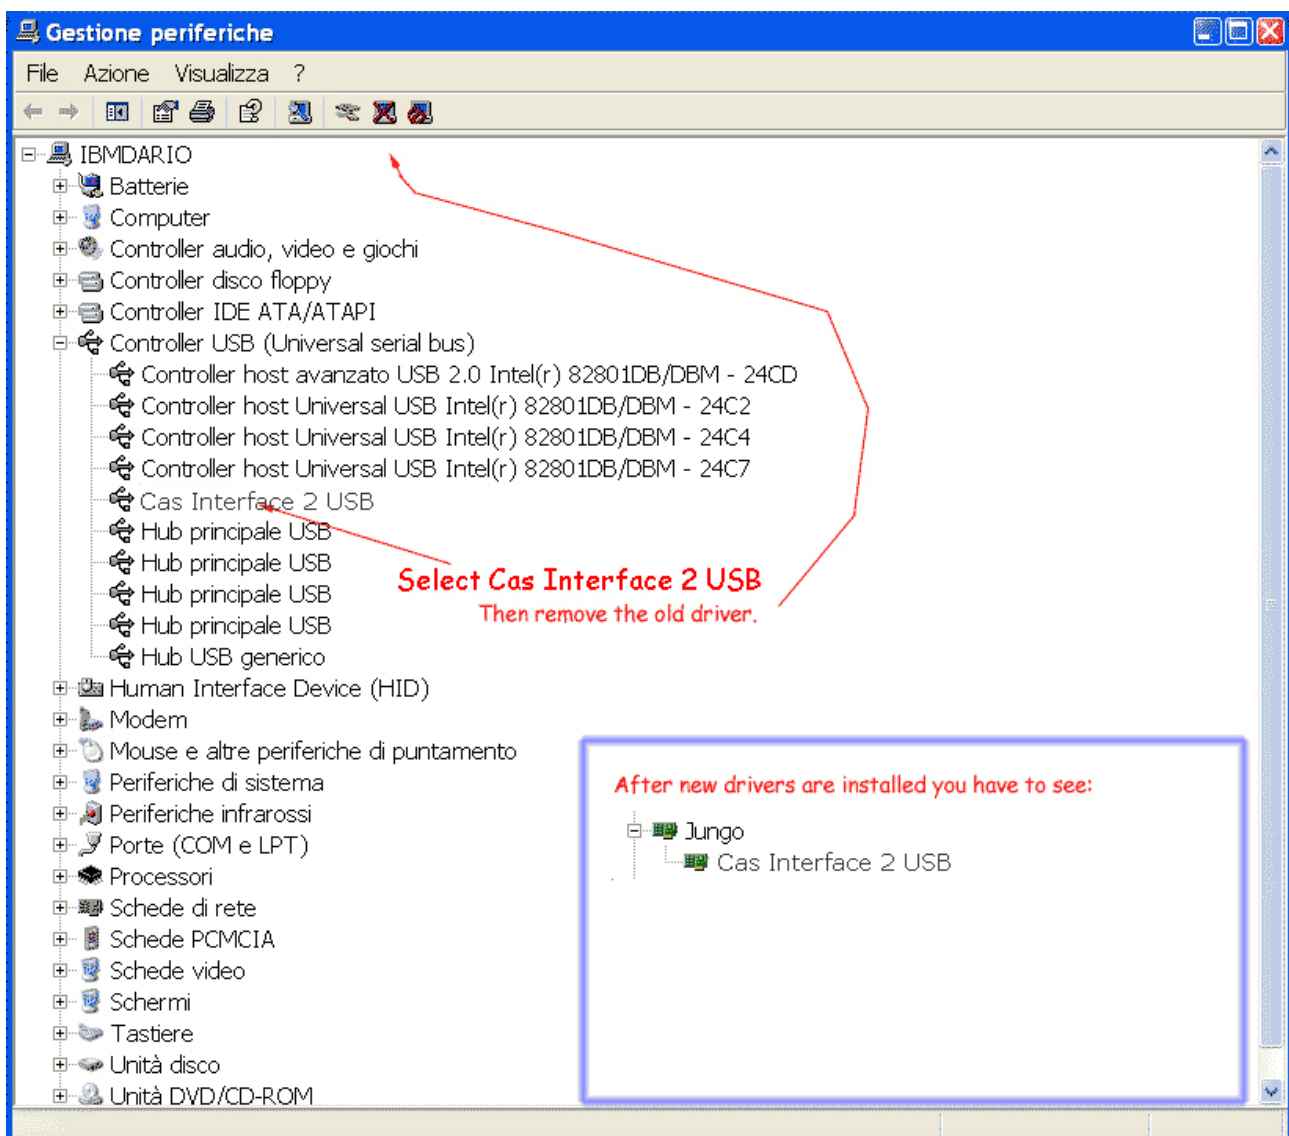 Gestione periferiche
File Azione Visualizza ?
IBMDARIO
Batterie
Computer
Controller audio, video e giochi
Controller disco floppy
Controller IDE ATA/ATAPI
Controller USB (Universal serial bus)
Controller host avanzato USB 2.0 Intel(r) 82801DB/DBM - 24CD
Controller host Universal USB Intel(r) 82801DB/DBM - 24C2
Controller host Universal USB Intel(r) 82801DB/DBM - 24C4
Controller host Universal USB Intel(r) 82801DB/DBM - 24C7
Cas Interface 2 USB
Hub principale USB
Hub principale USB
Hub principale USB
Hub principale USB
Hub USB generico
Select Cas Interface 2 USB
Then remove the old driver.
Human Interface Device (HID)
Modem
Mouse e altre periferiche di puntamento
Periferiche di sistema
Periferiche infrarossi
Porte (COM e LPT)
Processori
Schede di rete
Schede PCMCIA
Schede video
Schermi
Tastiere
Unità disco
Unità DVD/CD-ROM
After new drivers are installed you have to see:
Jungo
Cas Interface 2 USB